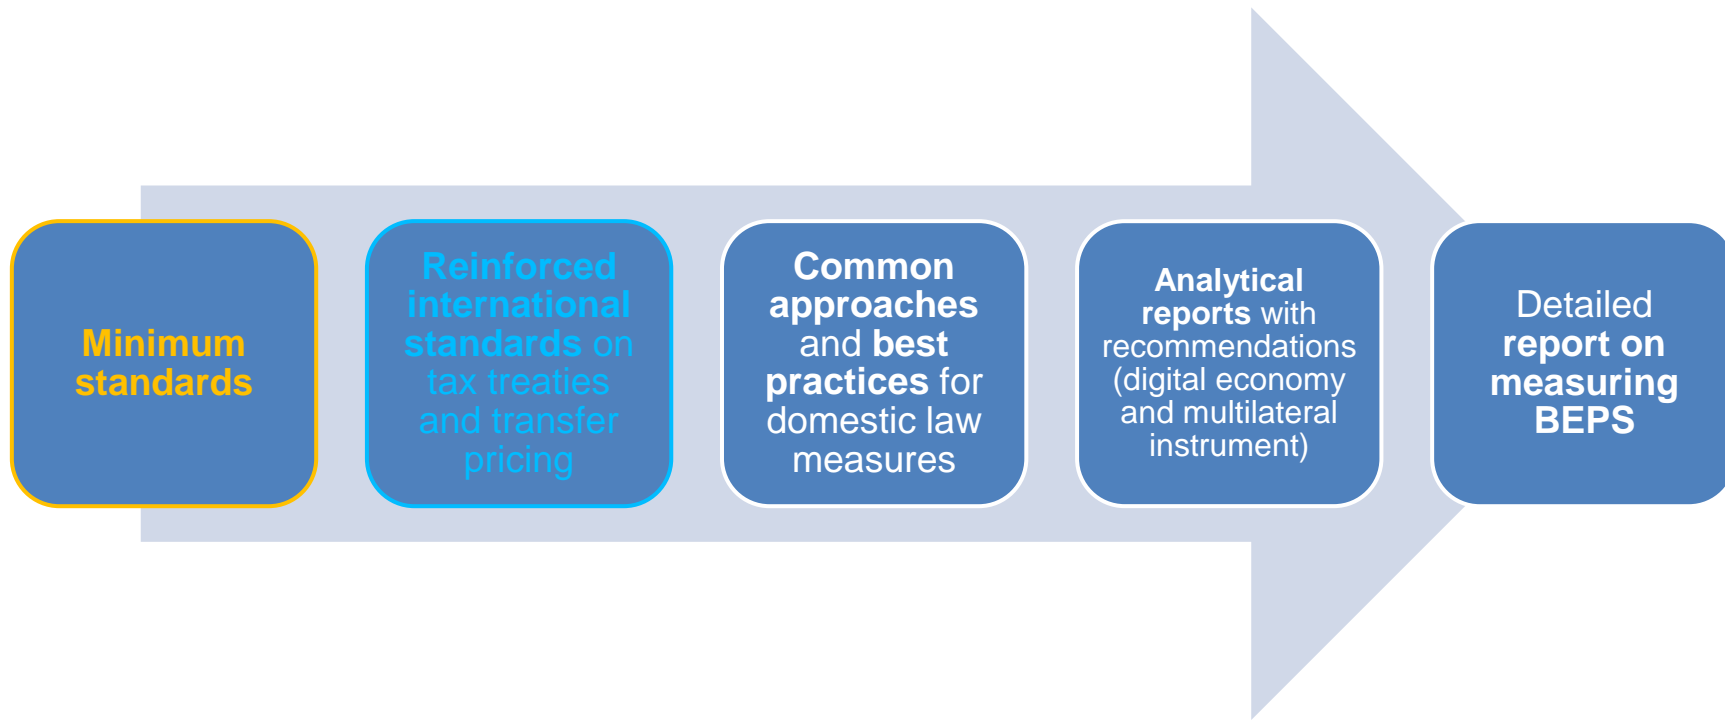 Minimum
standards
Reinforced
international
standards on
tax treaties
and transfer
pricing
Common
approaches
and best
practices for
domestic law
measures
Analytical
reports with
recommendations
(digital economy
and multilateral
instrument)
Detailed
report on
measuring
BEPS